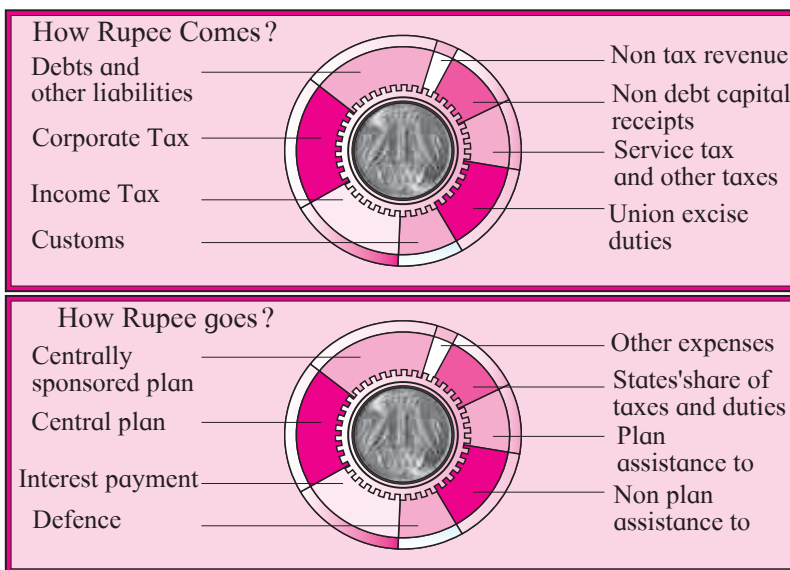 How Rupee Comes?
Debts and
other liabilities
Corporate Tax
Income Tax
Customs
Non tax revenue
Non debt capital
receipts
Service tax
and other taxes
Union excise
duties
How Rupee goes?
Centrally
sponsored plan
Central plan
Interest payment
Defence
Other expenses
States'share of
taxes and duties
Plan
assistance to
Non plan
assistance to